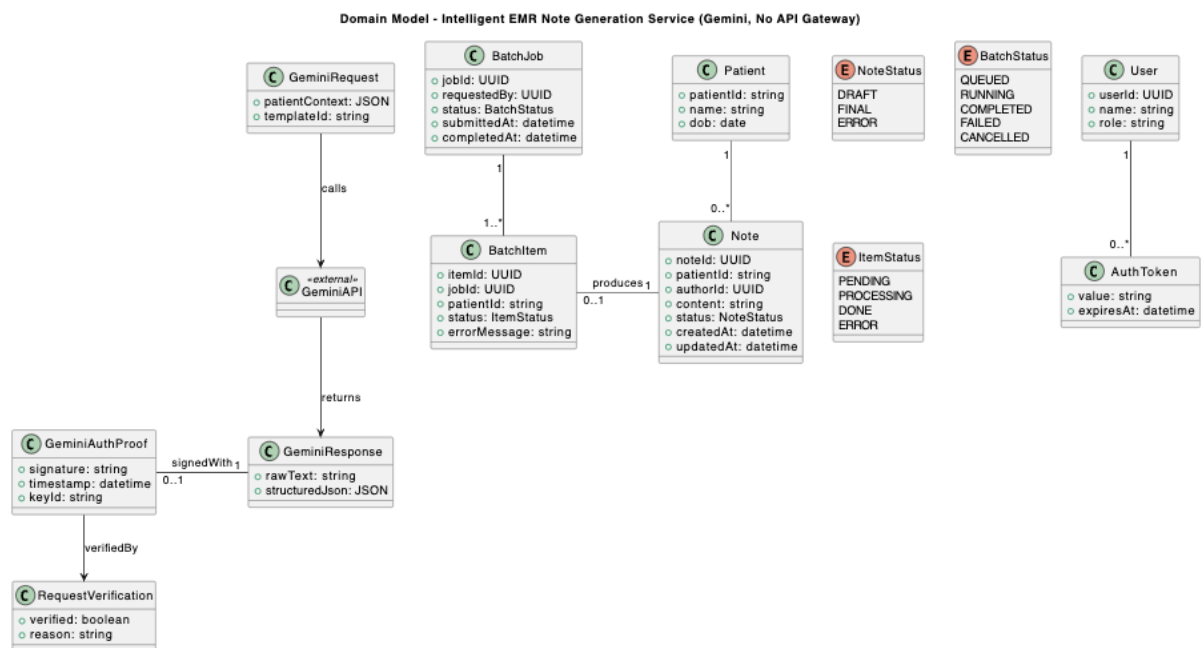 Domain Model - Intelligent EMR Note Generation Service (Gemini, No API Gateway)
C GeminiRequest
patientContext: JSON
templateId: string
C BatchJob
jobId: UUID
requestedBy: UUID
status: BatchStatus
submittedAt: datetime
completedAt: datetime
C Patient
patientId: string
name: string
dob: date
E NoteStatus
DRAFT
FINAL
ERROR
E BatchStatus
QUEUED
RUNNING
COMPLETED
FAILED
CANCELLED
C User
userId: UUID
name: string
role: string
calls
1
1..*
1
0..*
1
0..*
C «external»
GeminiAPI
C BatchItem
itemId: UUID
jobId: UUID
patientId: string
status: ItemStatus
errorMessage: string
produces 1
0..1
C Note
noteId: UUID
patientId: string
authorId: UUID
content: string
status: NoteStatus
createdAt: datetime
updatedAt: datetime
E ItemStatus
PENDING
PROCESSING
DONE
ERROR
C AuthToken
value: string
expiresAt: datetime
returns
C GeminiAuthProof
signature: string
timestamp: datetime
keyId: string
signedWith 1
0..1
C GeminiResponse
rawText: string
structuredJson: JSON
verifiedBy
C RequestVerification
verified: boolean
reason: string